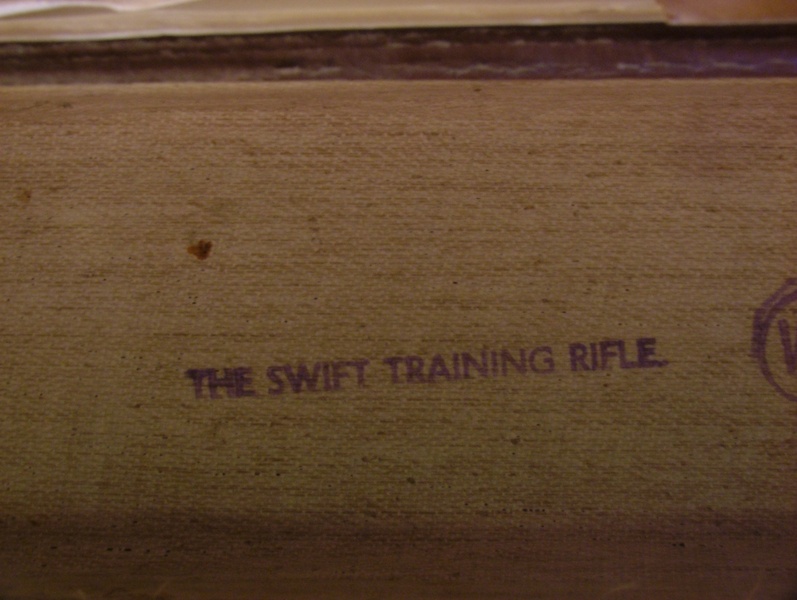 THE SWIFT TRAINING RIFLE.